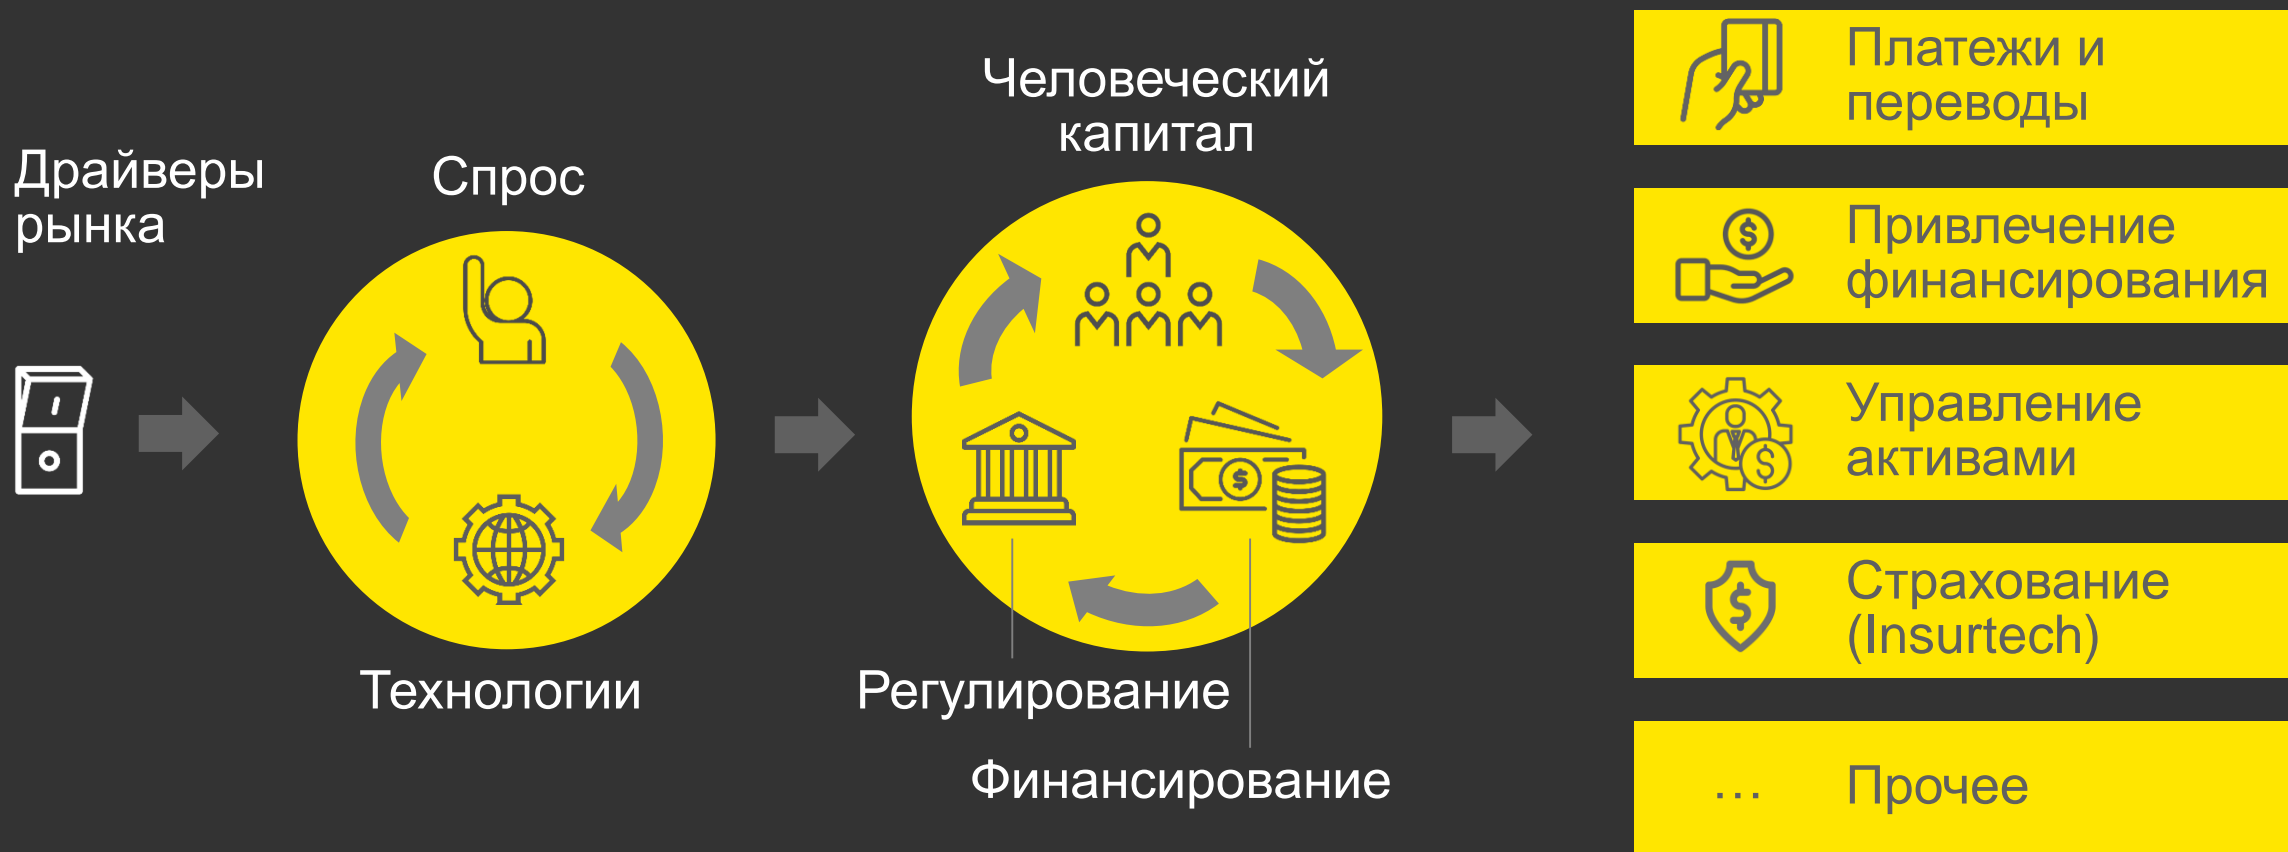 Драйверы
рынка
Спрос
Технологии
Человеческий
капитал
Регулирование
Финансирование
Платежи и
переводы
Привлечение
финансирования
Управление
активами
Страхование
(Insurtech)
... Прочее